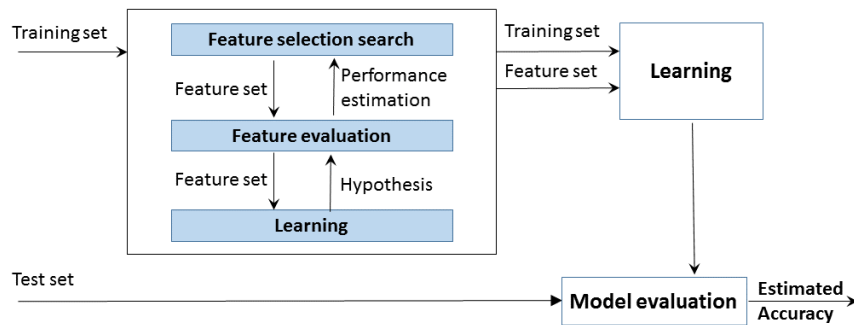 Training set
Feature selection search
Feature set
Performance
estimation
Feature evaluation
Feature set
Hypothesis
Learning
Training set
Feature set
Learning
Test set
Model evaluation
Estimated
Accuracy